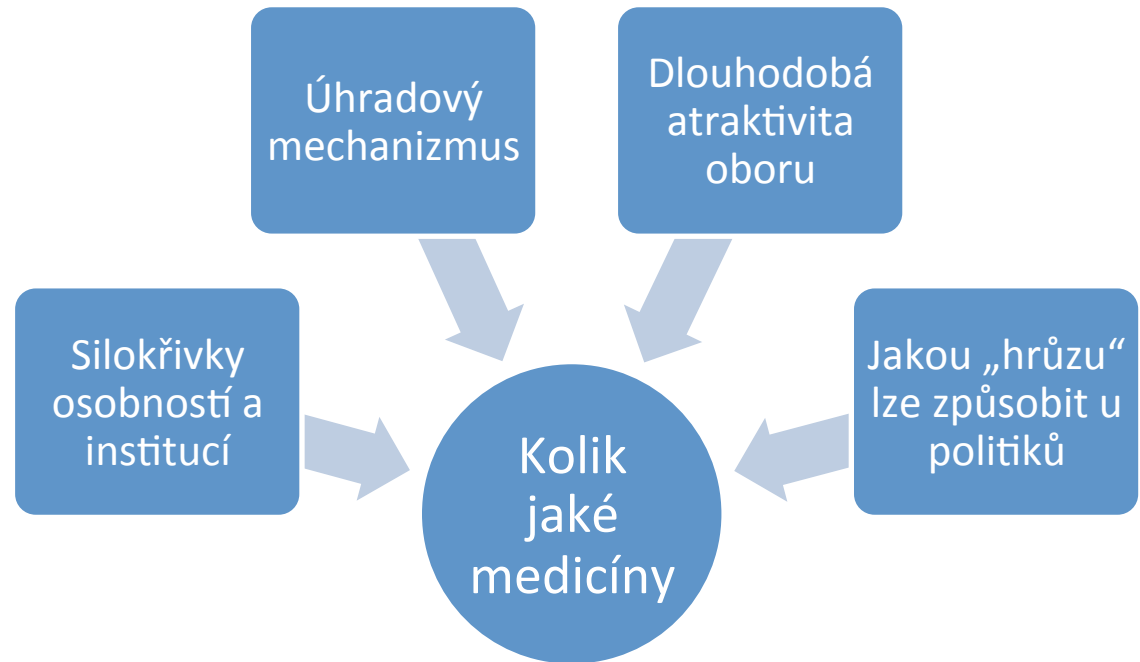 Úhradový
mechanizmus
Dlouhodobá
atraktivita
oboru
Silokřivky
osobností a
institucí
Jakou „hrůzu“
lze způsobit u
politiků
Kolik
jaké
medicíny